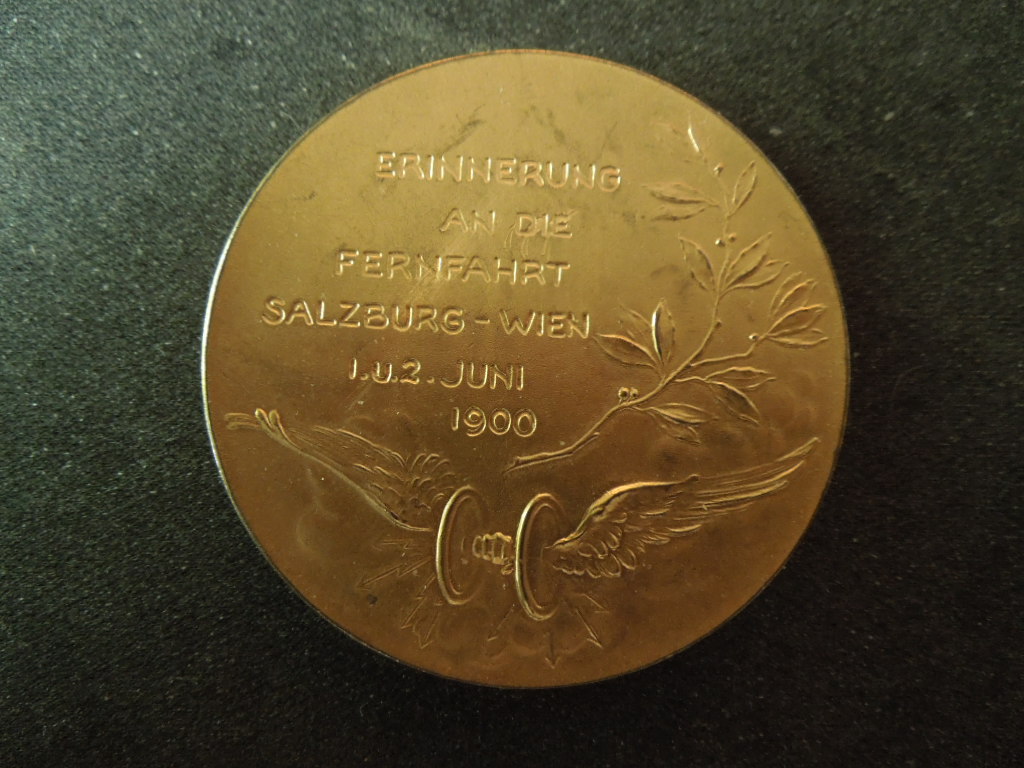 ERINNERUNG
AN DIE
FERNFAHRT
SALZBURG - WIEN
1.U.2.JUNI
1900